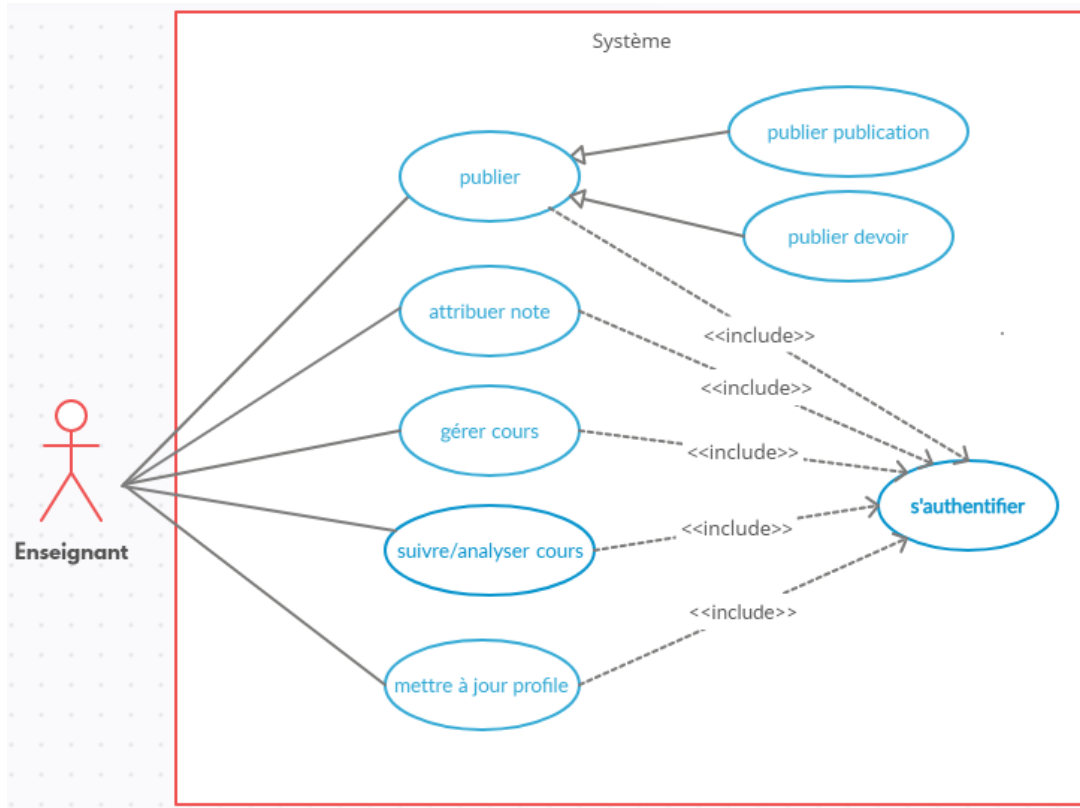 Système
publier publication
publier
publier devoir
attribuer note
<<include>>
<<include>>
gérer cours
<<include>>
s'authentifier
<<include>>
suivre/analyser cours
Enseignant
<<include>>
mettre à jour profile